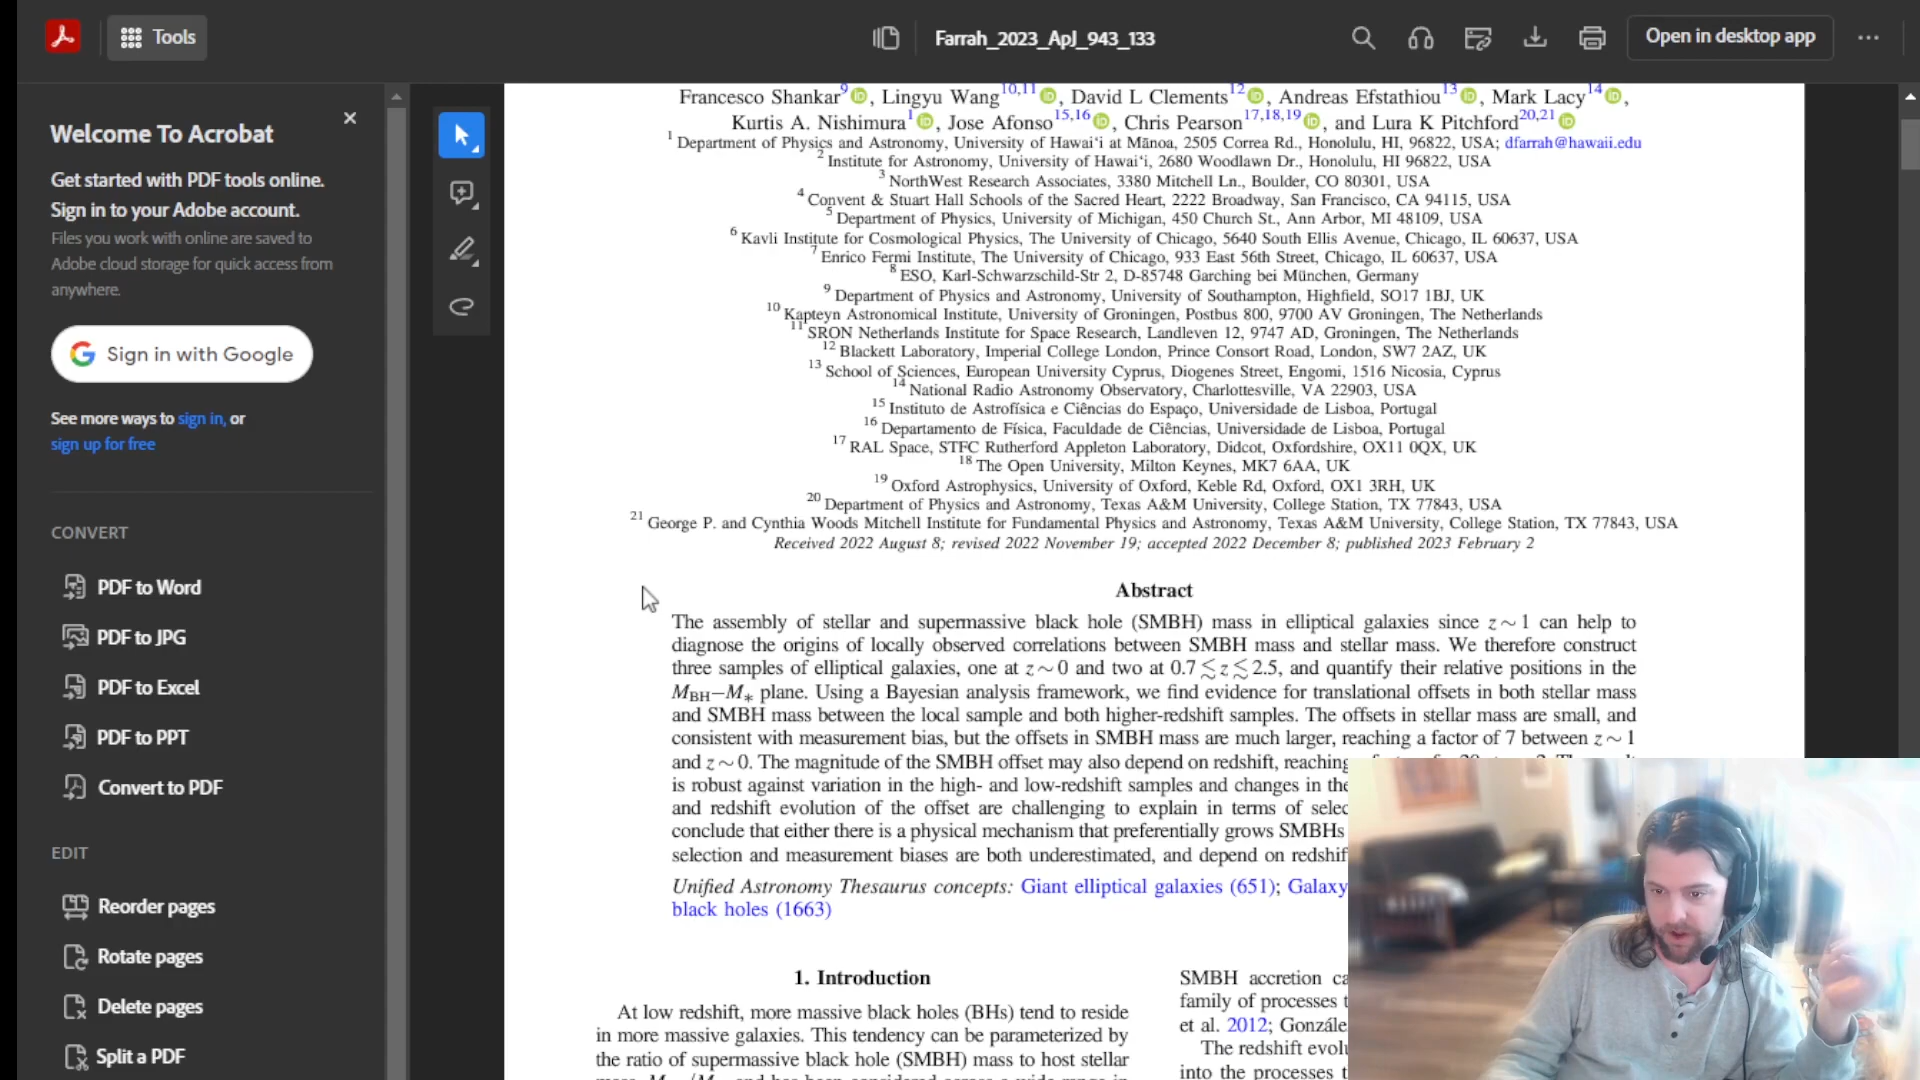 Tools
Farrah_2023_ApJ_943_133
Open in desktop app
Welcome To Acrobat
Get started with PDF tools online.
Sign in to your Adobe account.
Files you work with online are saved to
Adobe cloud storage for quick access from
anywhere.
Sign in with Google
See more ways to sign in, or
sign up for free
CONVERT
PDF to Word
PDF to JPG
PDF to Excel
PDF to PPT
Convert to PDF
EDIT
Reorder pages
Rotate pages
Delete pages
Split a PDF
Francesco Shankar9, Lingyu Wang10,11, David L Clements12, Andreas Efstathiou13, Mark Lacy14,
Kurtis A. Nishimura1, Jose Afonso15,16, Chris Pearson17,18,19, and Lura K Pitchford20,21
1 Department of Physics and Astronomy, University of Hawai‘i at Mānoa, 2505 Correa Rd., Honolulu, HI, 96822, USA; dfarrah@hawaii.edu
2 Institute for Astronomy, University of Hawai‘i, 2680 Woodlawn Dr., Honolulu, HI 96822, USA
3 NorthWest Research Associates, 3380 Mitchell Ln., Boulder, CO 80301, USA
4 Convent & Stuart Hall Schools of the Sacred Heart, 2222 Broadway, San Francisco, CA 94115, USA
5 Department of Physics, University of Michigan, 450 Church St., Ann Arbor, MI 48109, USA
6 Kavli Institute for Cosmological Physics, The University of Chicago, 5640 South Ellis Avenue, Chicago, IL 60637, USA
7 Enrico Fermi Institute, The University of Chicago, 933 East 56th Street, Chicago, IL 60637, USA
8 ESO, Karl-Schwarzschild-Str 2, D-85748 Garching bei München, Germany
9 Department of Physics and Astronomy, University of Southampton, Highfield, SO17 1BJ, UK
10 Kapteyn Astronomical Institute, University of Groningen, Postbus 800, 9700 AV Groningen, The Netherlands
11 SRON Netherlands Institute for Space Research, Landleven 12, 9747 AD, Groningen, The Netherlands
12 Blackett Laboratory, Imperial College London, Prince Consort Road, London, SW7 2AZ, UK
13 School of Sciences, European University Cyprus, Diogenes Street, Engomi, 1516 Nicosia, Cyprus
14 National Radio Astronomy Observatory, Charlottesville, VA 22903, USA
15 Instituto de Astrofísica e Ciências do Espaço, Universidade de Lisboa, Portugal
16 Departamento de Física, Faculdade de Ciências, Universidade de Lisboa, Portugal
17 RAL Space, STFC Rutherford Appleton Laboratory, Didcot, Oxfordshire, OX11 0QX, UK
18 The Open University, Milton Keynes, MK7 6AA, UK
19 Oxford Astrophysics, University of Oxford, Keble Rd, Oxford, OX1 3RH, UK
20 Department of Physics and Astronomy, Texas A&M University, College Station, TX 77843, USA
21 George P. and Cynthia Woods Mitchell Institute for Fundamental Physics and Astronomy, Texas A&M University, College Station, TX 77843, USA
Received 2022 August 8; revised 2022 November 19; accepted 2022 December 8; published 2023 February 2
Abstract
The assembly of stellar and supermassive black hole (SMBH) mass in elliptical galaxies since z ∼ 1 can help to
diagnose the origins of locally observed correlations between SMBH mass and stellar mass. We therefore construct
three samples of elliptical galaxies, one at z ∼ 0 and two at 0.7 ≲ z ≲ 2.5, and quantify their relative positions in the
MBH−M* plane. Using a Bayesian analysis framework, we find evidence for translational offsets in both stellar mass
and SMBH mass between the local sample and both higher-redshift samples. The offsets in stellar mass are small, and
consistent with measurement bias, but the offsets in SMBH mass are much larger, reaching a factor of 7 between z ∼ 1
and z ∼ 0. The magnitude of the SMBH offset may also depend on redshift, reaching
is robust against variation in the high- and low-redshift samples and changes in the
and redshift evolution of the offset are challenging to explain in terms of selec
conclude that either there is a physical mechanism that preferentially grows SMBHs
selection and measurement biases are both underestimated, and depend on redshif
Unified Astronomy Thesaurus concepts: Giant elliptical galaxies (651); Galaxy
black holes (1663)
1. Introduction
At low redshift, more massive black holes (BHs) tend to reside
in more massive galaxies. This tendency can be parameterized by
the ratio of supermassive black hole (SMBH) mass to host stellar
SMBH accretion ca
family of processes t
et al. 2012; Gonzále
The redshift evol
into the processes t